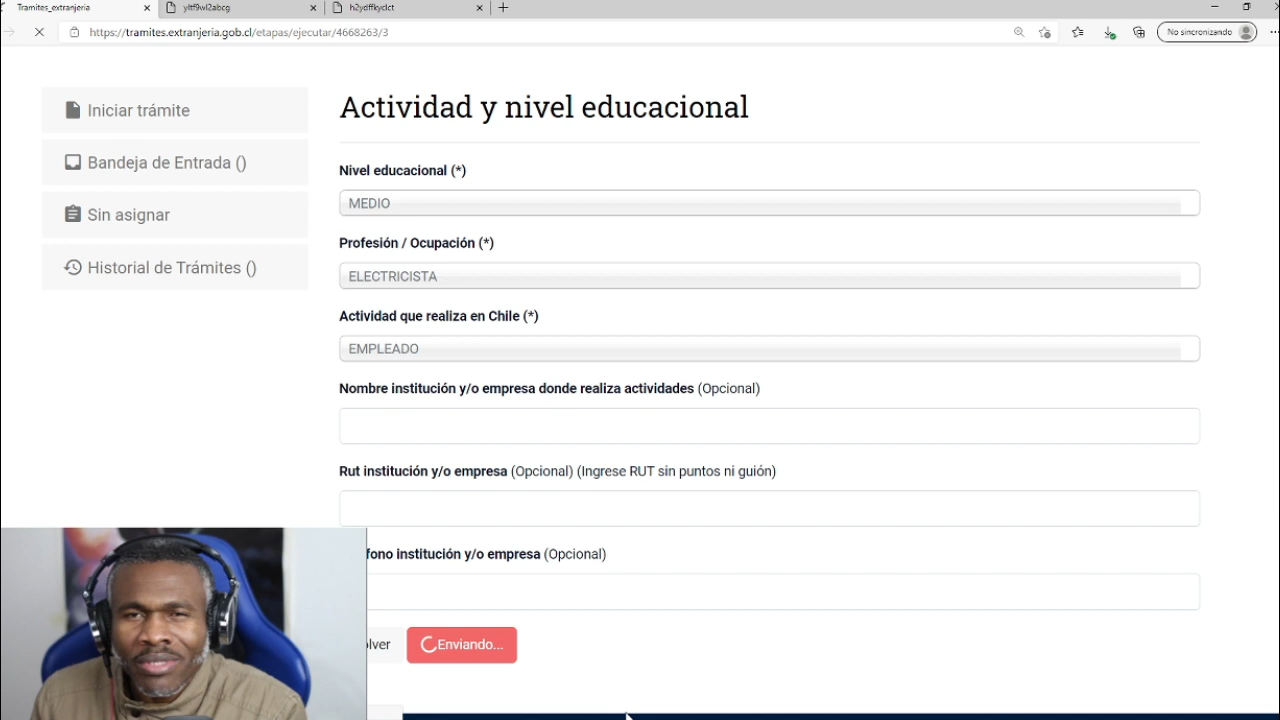 Tramites_extranjeria
yltf9wl2abcg
h2ydffkydct
https://tramites.extranjeria.gob.cl/etapas/ejecutar/4668263/3
No sincronizando
Iniciar trámite
Bandeja de Entrada ()
Sin asignar
Historial de Trámites ()
Actividad y nivel educacional
Nivel educacional (*)
MEDIO
Profesión / Ocupación (*)
ELECTRICISTA
Actividad que realiza en Chile (*)
EMPLEADO
Nombre institución y/o empresa donde realiza actividades (Opcional)
Rut institución y/o empresa (Opcional) (Ingrese RUT sin puntos ni guión)
fono institución y/o empresa (Opcional)
lver
Enviando...